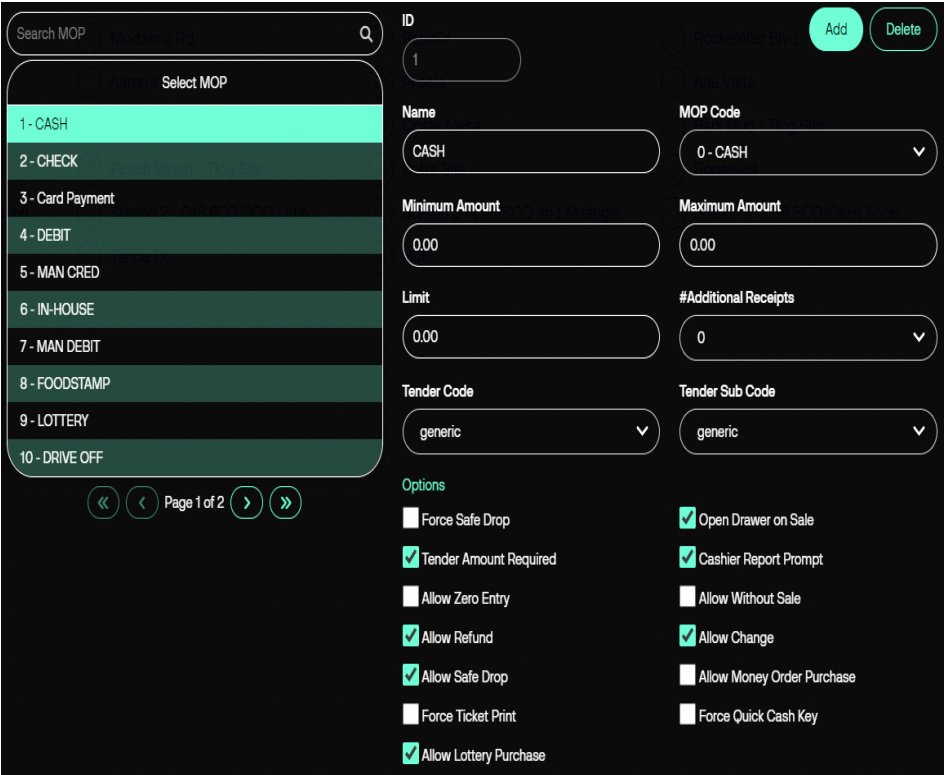 Search MOP
Select MOP
1 - CASH
2 - CHECK
3 - Card Payment
4 - DEBIT
5 - MAN CRED
6 - IN-HOUSE
7 - MAN DEBIT
8 - FOODSTAMP
9 - LOTTERY
10 - DRIVE OFF
Page 1 of 2
ID
1
Add
Delete
Name
CASH
MOP Code
0 - CASH
Minimum Amount
0.00
Maximum Amount
0.00
Limit
0.00
#Additional Receipts
0
Tender Code
generic
Tender Sub Code
generic
Options
Force Safe Drop
Open Drawer on Sale
Tender Amount Required
Cashier Report Prompt
Allow Zero Entry
Allow Without Sale
Allow Refund
Allow Change
Allow Safe Drop
Allow Money Order Purchase
Force Ticket Print
Force Quick Cash Key
Allow Lottery Purchase